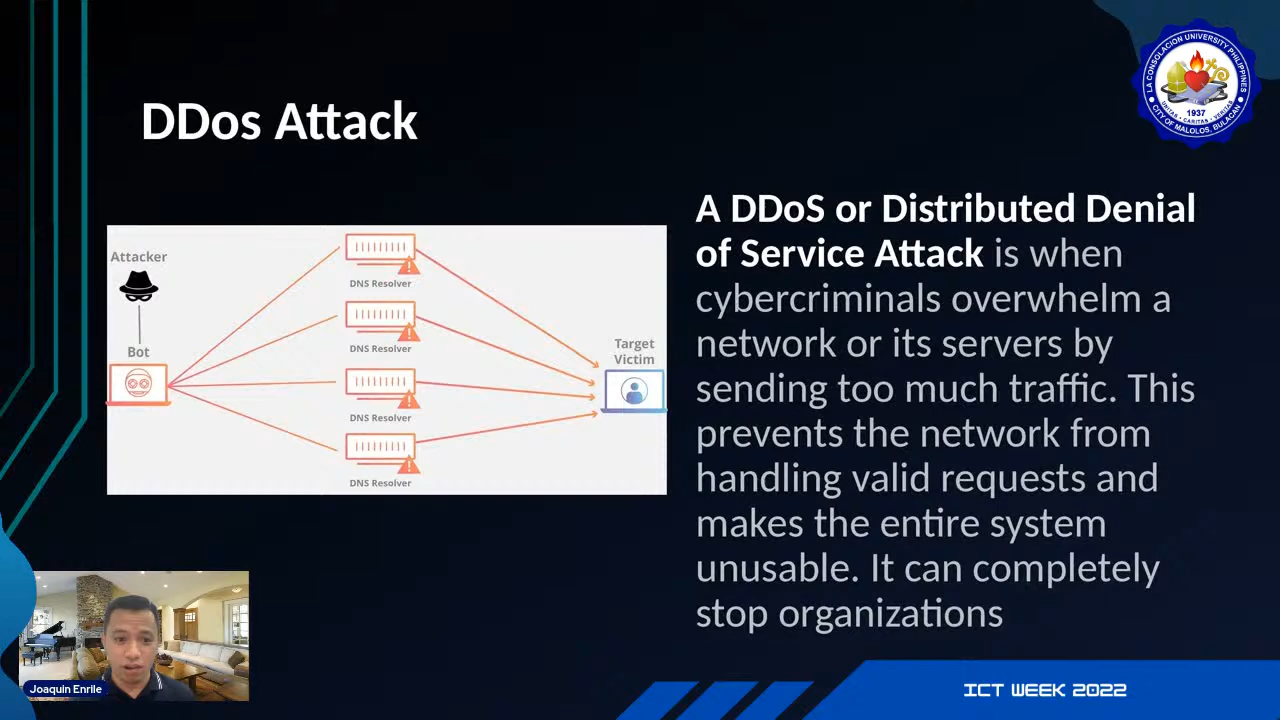 LA CONSOLACION UNIVERSITY PHILIPPINES
1937
UNITAS • CARITAS • VERITAS
CITY OF MALOLOS, BULACAN
DDos Attack
Attacker
Bot
DNS Resolver
DNS Resolver
DNS Resolver
DNS Resolver
Target
Victim
A DDoS or Distributed Denial
of Service Attack is when
cybercriminals overwhelm a
network or its servers by
sending too much traffic. This
prevents the network from
handling valid requests and
makes the entire system
unusable. It can completely
stop organizations
Joaquin Enrile
ICT WEEK 2022